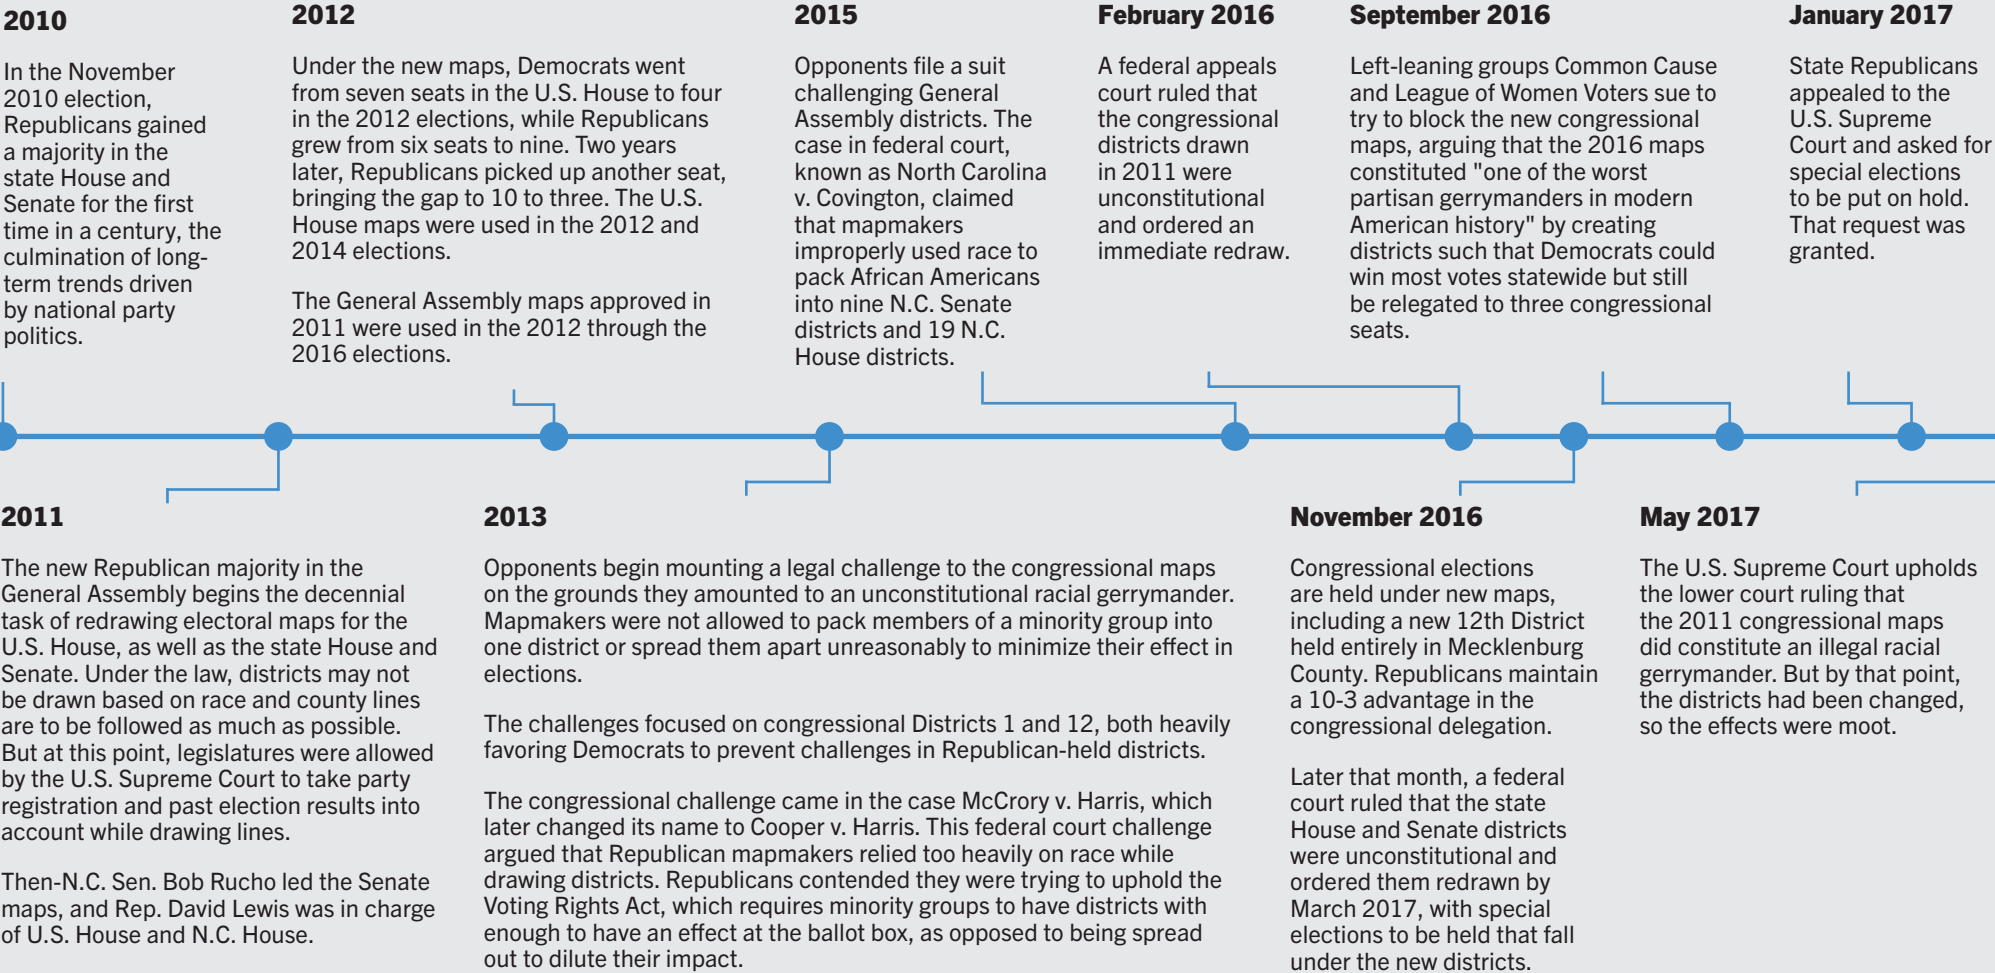 2010
In the November
2010 election,
Republicans gained
a majority in the
state House and
Senate for the first
time in a century, the
culmination of long-
term trends driven
by national party
politics.
2012
Under the new maps, Democrats went
from seven seats in the U.S. House to four
in the 2012 elections, while Republicans
grew from six seats to nine. Two years
later, Republicans picked up another seat,
bringing the gap to 10 to three. The U.S.
House maps were used in the 2012 and
2014 elections.
The General Assembly maps approved in
2011 were used in the 2012 through the
2016 elections.
2015
Opponents file a suit
challenging General
Assembly districts. The
case in federal court,
known as North Carolina
v. Covington, claimed
that mapmakers
improperly used race to
pack African Americans
into nine N.C. Senate
districts and 19 N.C.
House districts.
February 2016
A federal appeals
court ruled that
the congressional
districts drawn
in 2011 were
unconstitutional
and ordered an
immediate redraw.
September 2016
Left-leaning groups Common Cause
and League of Women Voters sue to
try to block the new congressional
maps, arguing that the 2016 maps
constituted "one of the worst
partisan gerrymanders in modern
American history" by creating
districts such that Democrats could
win most votes statewide but still
be relegated to three congressional
seats.
January 2017
State Republicans
appealed to the
U.S. Supreme
Court and asked for
special elections
to be put on hold.
That request was
granted.
2011
The new Republican majority in the
General Assembly begins the decennial
task of redrawing electoral maps for the
U.S. House, as well as the state House and
Senate. Under the law, districts may not
be drawn based on race and county lines
are to be followed as much as possible.
But at this point, legislatures were allowed
by the U.S. Supreme Court to take party
registration and past election results into
account while drawing lines.
Then-N.C. Sen. Bob Rucho led the Senate
maps, and Rep. David Lewis was in charge
of U.S. House and N.C. House.
2013
Opponents begin mounting a legal challenge to the congressional maps
on the grounds they amounted to an unconstitutional racial gerrymander.
Mapmakers were not allowed to pack members of a minority group into
one district or spread them apart unreasonably to minimize their effect in
elections.
The challenges focused on congressional Districts 1 and 12, both heavily
favoring Democrats to prevent challenges in Republican-held districts.
The congressional challenge came in the case McCrory v. Harris, which
later changed its name to Cooper v. Harris. This federal court challenge
argued that Republican mapmakers relied too heavily on race while
drawing districts. Republicans contended they were trying to uphold the
Voting Rights Act, which requires minority groups to have districts with
enough to have an effect at the ballot box, as opposed to being spread
out to dilute their impact.
November 2016
Congressional elections
are held under new maps,
including a new 12th District
held entirely in Mecklenburg
County. Republicans maintain
a 10-3 advantage in the
congressional delegation.
Later that month, a federal
court ruled that the state
House and Senate districts
were unconstitutional and
ordered them redrawn by
March 2017, with special
elections to be held that fall
under the new districts.
May 2017
The U.S. Supreme Court upholds
the lower court ruling that
the 2011 congressional maps
did constitute an illegal racial
gerrymander. But by that point,
the districts had been changed,
so the effects were moot.